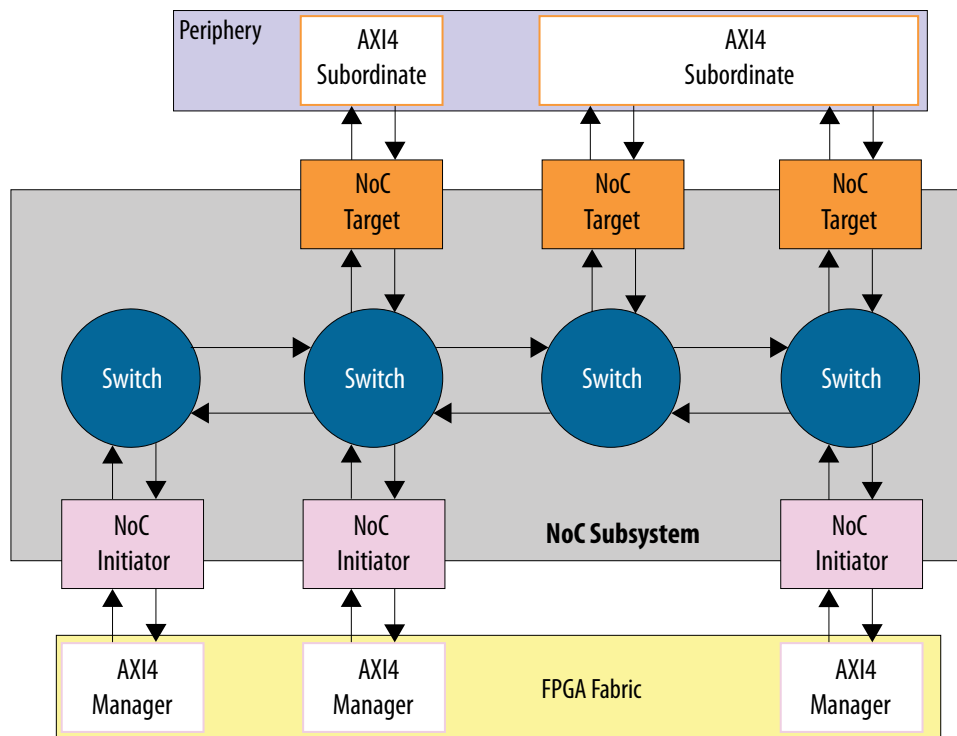 Periphery
AXI4
Subordinate
AXI4
Subordinate
NoC
Target
NoC
Target
NoC
Target
Switch
Switch
Switch
Switch
NoC
Initiator
NoC
Initiator
NoC Subsystem
NoC
Initiator
AXI4
Manager
AXI4
Manager
FPGA Fabric
AXI4
Manager